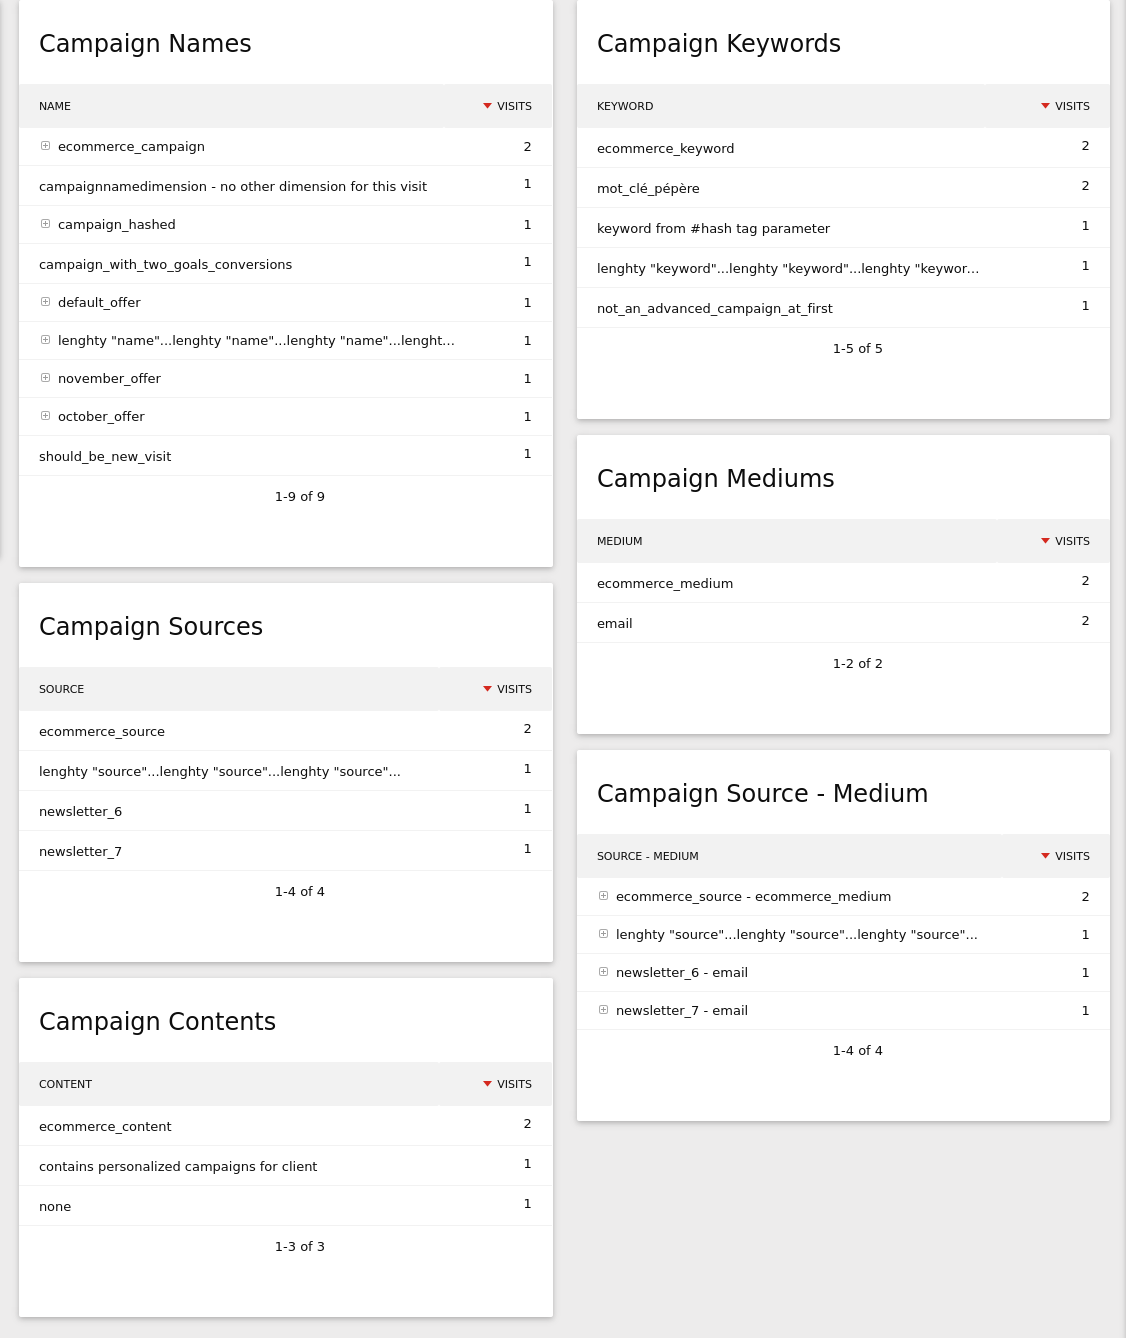 Campaign Names
NAME VISITS
ecommerce_campaign 2
campaignnamedimension - no other dimension for this visit 1
campaign_hashed 1
campaign_with_two_goals_conversions 1
default_offer 1
lenghty "name"...lenghty "name"...lenghty "name"...lenght... 1
november_offer 1
october_offer 1
should_be_new_visit 1
1-9 of 9
Campaign Sources
SOURCE VISITS
ecommerce_source 2
lenghty "source"...lenghty "source"...lenghty "source"... 1
newsletter_6 1
newsletter_7 1
1-4 of 4
Campaign Contents
CONTENT VISITS
ecommerce_content 2
contains personalized campaigns for client 1
none 1
1-3 of 3
Campaign Keywords
KEYWORD VISITS
ecommerce_keyword 2
mot_clé_pépère 2
keyword from #hash tag parameter 1
lenghty "keyword"...lenghty "keyword"...lenghty "keywor... 1
not_an_advanced_campaign_at_first 1
1-5 of 5
Campaign Mediums
MEDIUM VISITS
ecommerce_medium 2
email 2
1-2 of 2
Campaign Source - Medium
SOURCE - MEDIUM VISITS
ecommerce_source - ecommerce_medium 2
lenghty "source"...lenghty "source"...lenghty "source"... 1
newsletter_6 - email 1
newsletter_7 - email 1
1-4 of 4